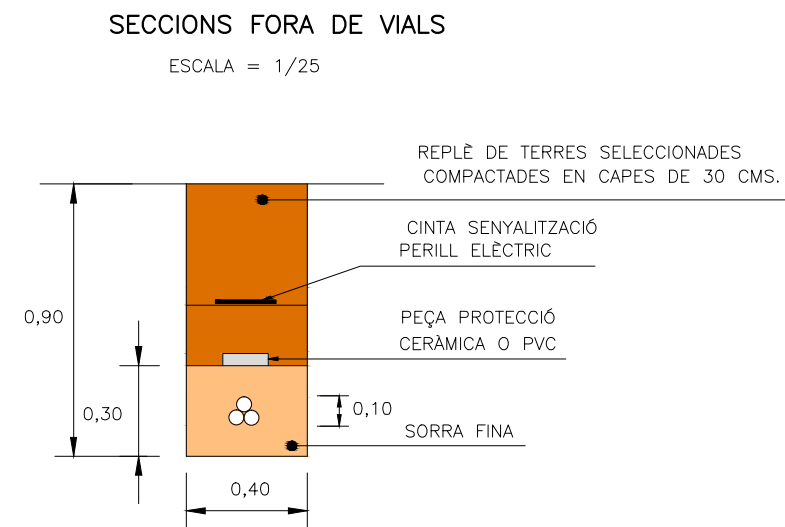 SECCIONS FORA DE VIALS
ESCALA = 1/25
REPLÈ DE TERRES SELECCIONADES
COMPACTADES EN CAPES DE 30 CMS.
CINTA SENYALITZACIÓ
PERILL ELÈCTRIC
0,90
PEÇA PROTECCIÓ
CERÀMICA O PVC
0,30
0,10
SORRA FINA
0,40